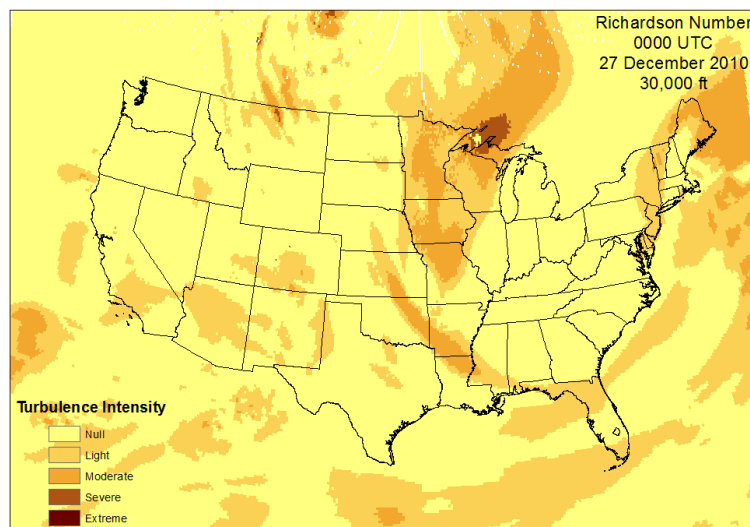 Richardson Number
0000 UTC
27 December 2010
30,000 ft
Turbulence Intensity
Null
Light
Moderate
Severe
Extreme